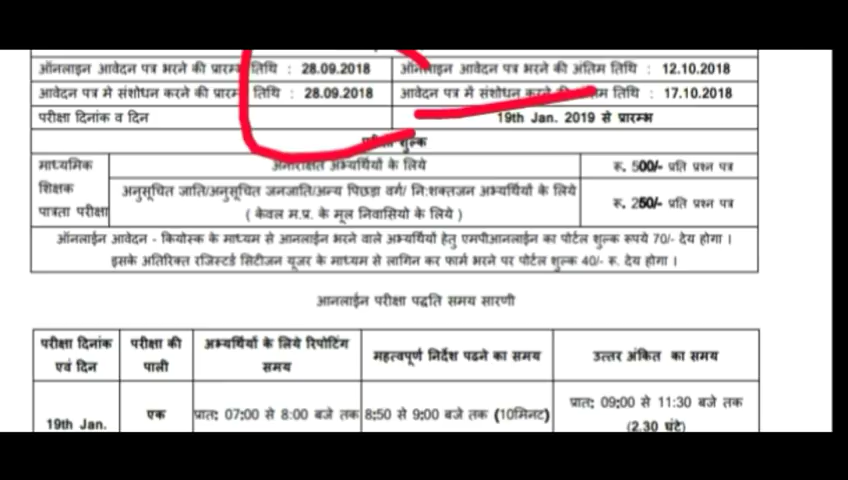 ऑनलाइन आवेदन पत्र भरने की प्रारम्भ तिथि : 28.09.2018 ऑनलाइन आवेदन पत्र भरने की अंतिम तिथि : 12.10.2018
आवेदन पत्र मे संशोधन करने की प्रारम्भ तिथि : 28.09.2018 आवेदन पत्र में संशोधन करने की अंतिम तिथि : 17.10.2018
परीक्षा दिनांक व दिन 19th Jan. 2019 से प्रारम्भ
परीक्षा शुल्क
माध्यमिक शिक्षक पात्रता परीक्षा
अनारक्षित अभ्यर्थियों के लिये रू. 500/- प्रति प्रश्न पत्र
अनुसूचित जाति/अनुसूचित जनजाति/अन्य पिछड़ा वर्ग/ नि:शक्तजन अभ्यर्थियों के लिये
( केवल म.प्र. के मूल निवासियो के लिये ) रू. 250/- प्रति प्रश्न पत्र
ऑनलाईन आवेदन - कियोस्क के माध्यम से आनलाईन भरने वाले अभ्यर्थियों हेतु एमपीआनलाईन का पोर्टल शुल्क रूपये 70/- देय होगा ।
इसके अतिरिक्त रजिस्टर्ड सिटीजन यूजर के माध्यम से लागिन कर फार्म भरने पर पोर्टल शुल्क 40/- रू. देय होगा ।
आनलाईन परीक्षा पद्धति समय सारणी
परीक्षा दिनांक एवं दिन
परीक्षा की पाली
अभ्यर्थियों के लिये रिपोर्टिंग समय
महत्वपूर्ण निर्देश पढने का समय
उत्तर अंकित का समय
19th Jan.
एक
प्रात: 07:00 से 8:00 बजे तक
8:50 से 9:00 बजे तक (10मिनट)
प्रात: 09:00 से 11:30 बजे तक
(2.30 घंटे)